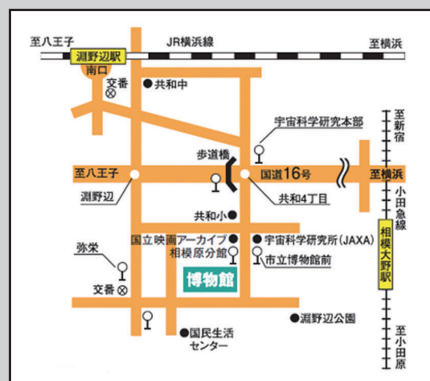 至八王子
JR横浜線
至横浜
淵野辺駅
南口
交番
共和中
宇宙科学研究本部
至新宿
歩道橋
至八王子
国道16号
至横浜
淵野辺
共和4丁目
小田急線
共和小
国立映画アーカイブ
相模原分館
宇宙科学研究所(JAXA)
市立博物館前
相模大野駅
弥栄
博物館
交番
国民生活
センター
淵野辺公園
至小田原